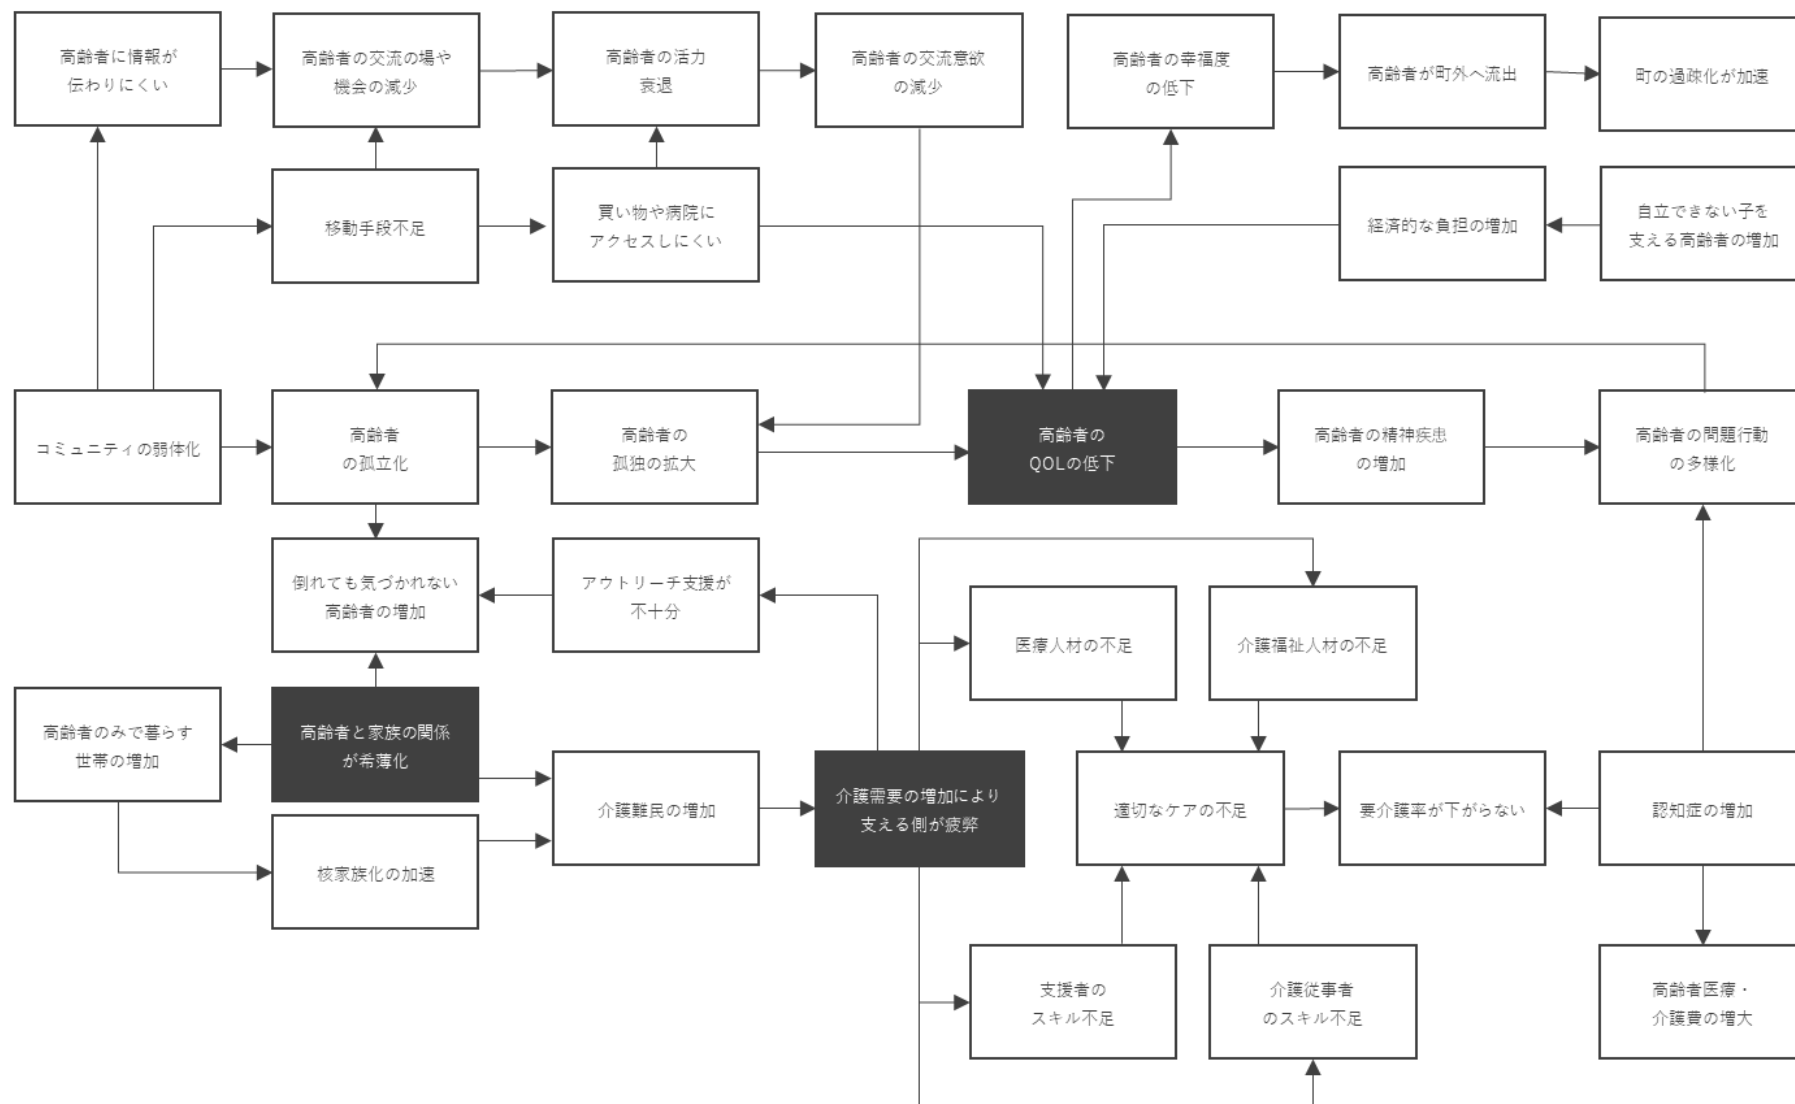 高齢者に情報が
伝わりにくい
高齢者の交流の場や
機会の減少
高齢者の活力
衰退
高齢者の交流意欲
の減少
高齢者の幸福度
の低下
高齢者が町外へ流出
町の過疎化が加速
移動手段不足
買い物や病院に
アクセスしにくい
経済的な負担の増加
自立できない子を
支える高齢者の増加
コミュニティの弱体化
高齢者
の孤立化
高齢者の
孤独の拡大
高齢者の
QOLの低下
高齢者の精神疾患
の増加
高齢者の問題行動
の多様化
倒れても気づかれない
高齢者の増加
アウトリーチ支援が
不十分
医療人材の不足
介護福祉人材の不足
高齢者のみで暮らす
世帯の増加
高齢者と家族の関係
が希薄化
介護難民の増加
介護需要の増加により
支える側が疲弊
適切なケアの不足
要介護率が下がらない
認知症の増加
核家族化の加速
支援者の
スキル不足
介護従事者
のスキル不足
高齢者医療・
介護費の増大